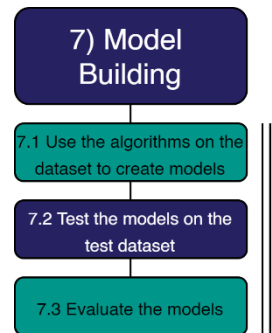 7) Model
Building
7.1 Use the algorithms on the
dataset to create models
7.2 Test the models on the
test dataset
7.3 Evaluate the models